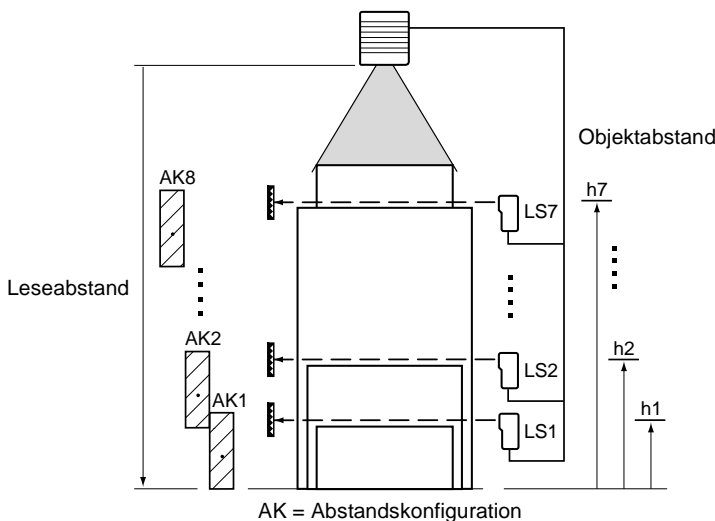 Objektabstand
AK8
h7
LS7
Leseabstand
AK2
h2
LS2
AK1
h1
LS1
AK = Abstandskonfiguration